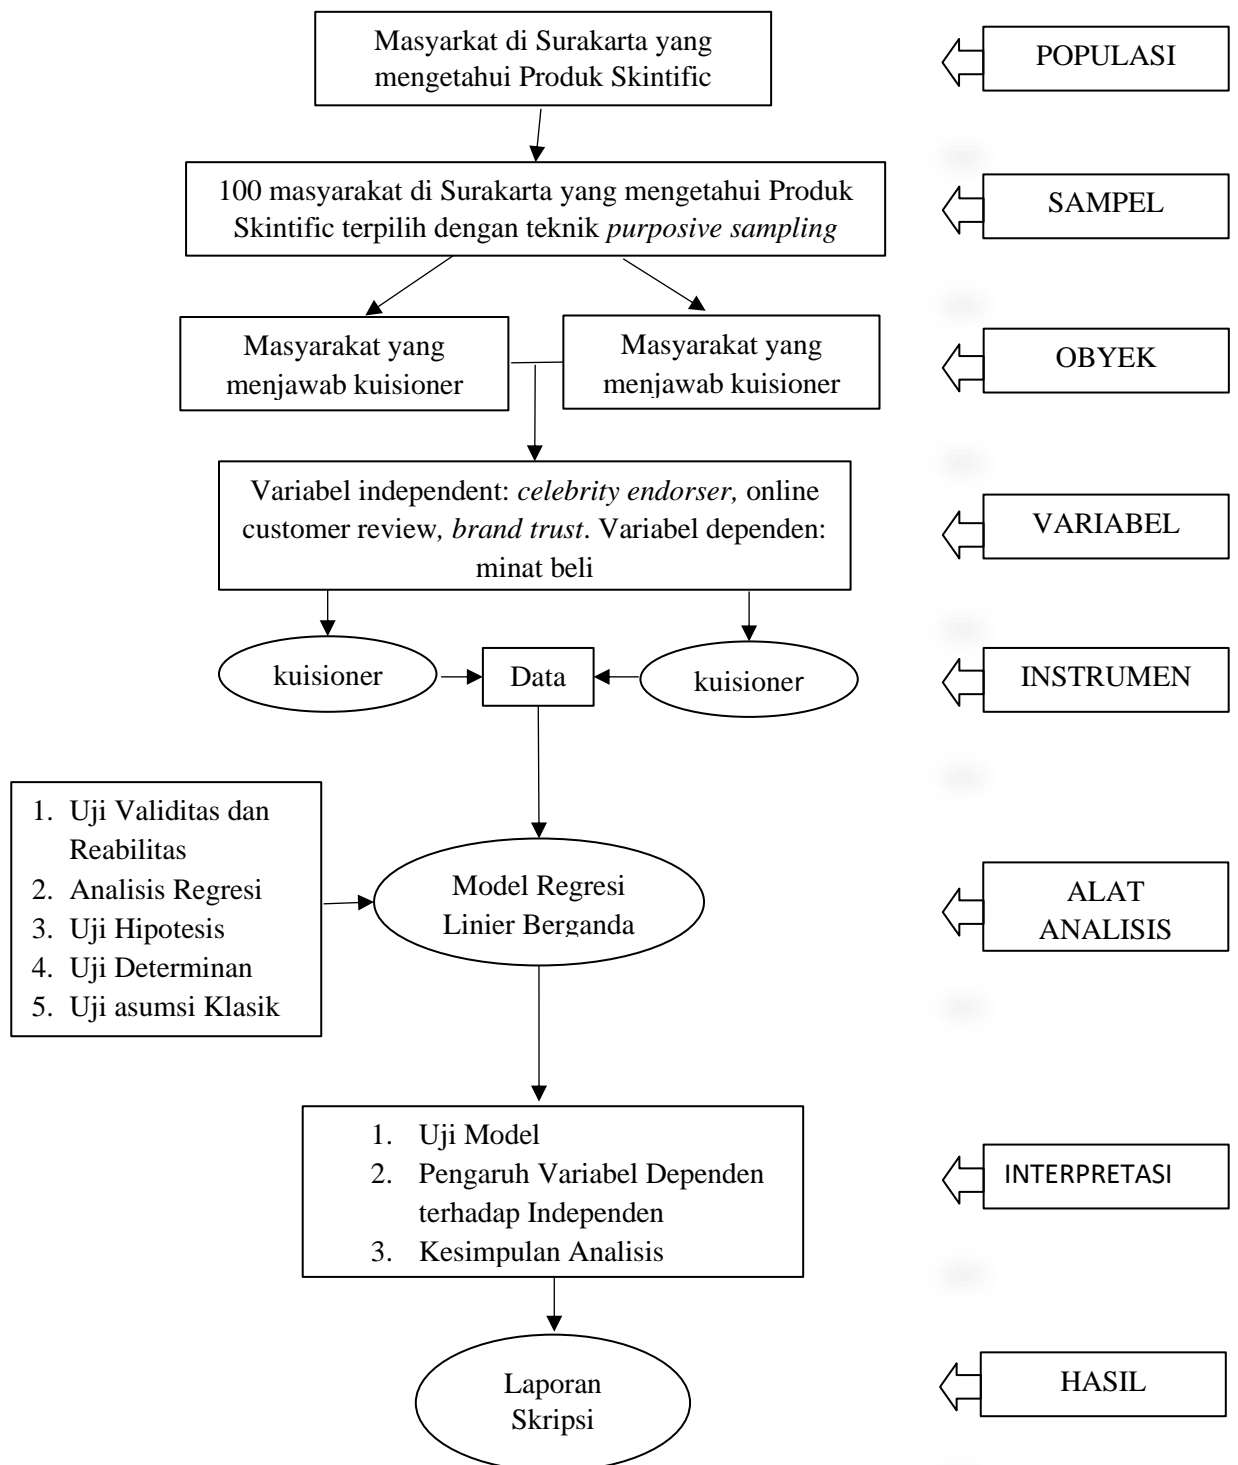 Masyarkat di Surakarta yang
mengetahui Produk Skintific
POPULASI
100 masyarakat di Surakarta yang mengetahui Produk
Skintific terpilih dengan teknik purposive sampling
SAMPEL
Masyarakat yang
menjawab kuisioner
Masyarakat yang
menjawab kuisioner
OBYEK
Variabel independent: celebrity endorser, online
customer review, brand trust. Variabel dependen:
minat beli
VARIABEL
kuisioner
Data
kuisioner
INSTRUMEN
1. Uji Validitas dan
Reabilitas
2. Analisis Regresi
3. Uji Hipotesis
4. Uji Determinan
5. Uji asumsi Klasik
Model Regresi
Linier Berganda
ALAT
ANALISIS
1. Uji Model
2. Pengaruh Variabel Dependen
terhadap Independen
3. Kesimpulan Analisis
INTERPRETASI
Laporan
Skripsi
HASIL